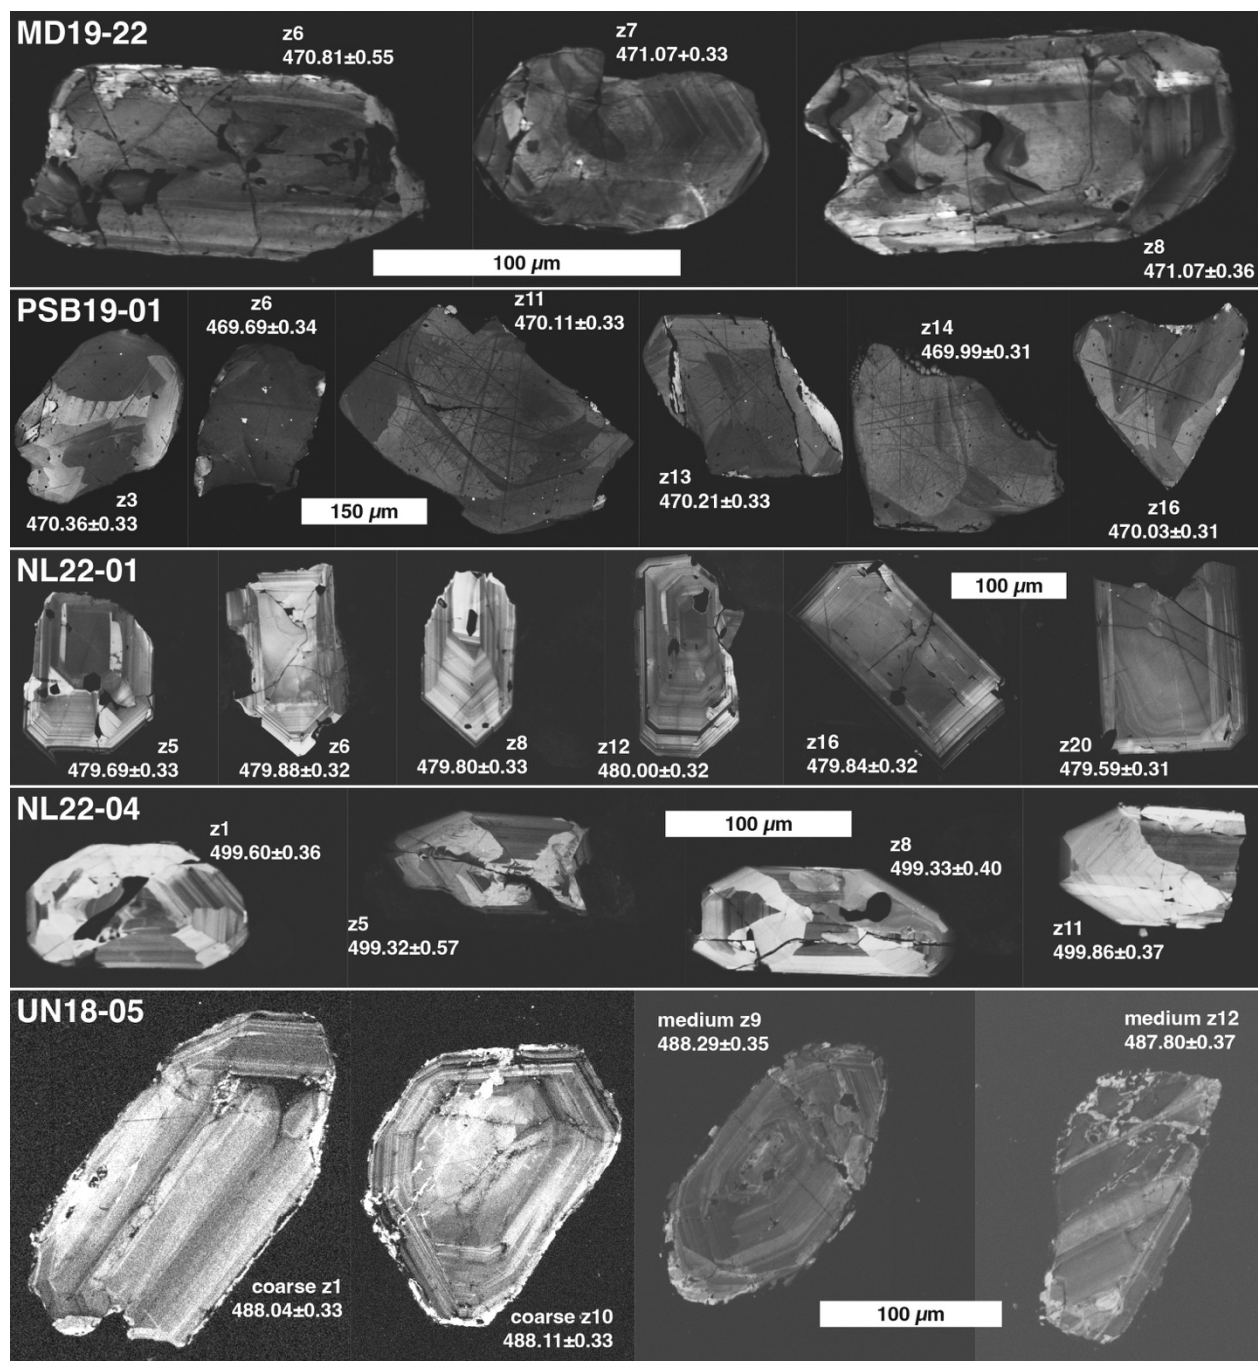 MD19-22
z6
470.81±0.55
z7
471.07+0.33
z8
471.07±0.36
100 µm
PSB19-01
z3
470.36±0.33
z6
469.69±0.34
z11
470.11±0.33
z13
470.21±0.33
z14
469.99±0.31
z16
470.03±0.31
150 µm
NL22-01
z5
479.69±0.33
z6
479.88±0.32
z8
479.80±0.33
z12
480.00±0.32
z16
479.84±0.32
z20
479.59±0.31
100 µm
NL22-04
z1
499.60±0.36
z5
499.32±0.57
z8
499.33±0.40
z11
499.86±0.37
100 µm
UN18-05
coarse z1
488.04±0.33
coarse z10
488.11±0.33
medium z9
488.29±0.35
medium z12
487.80±0.37
100 µm